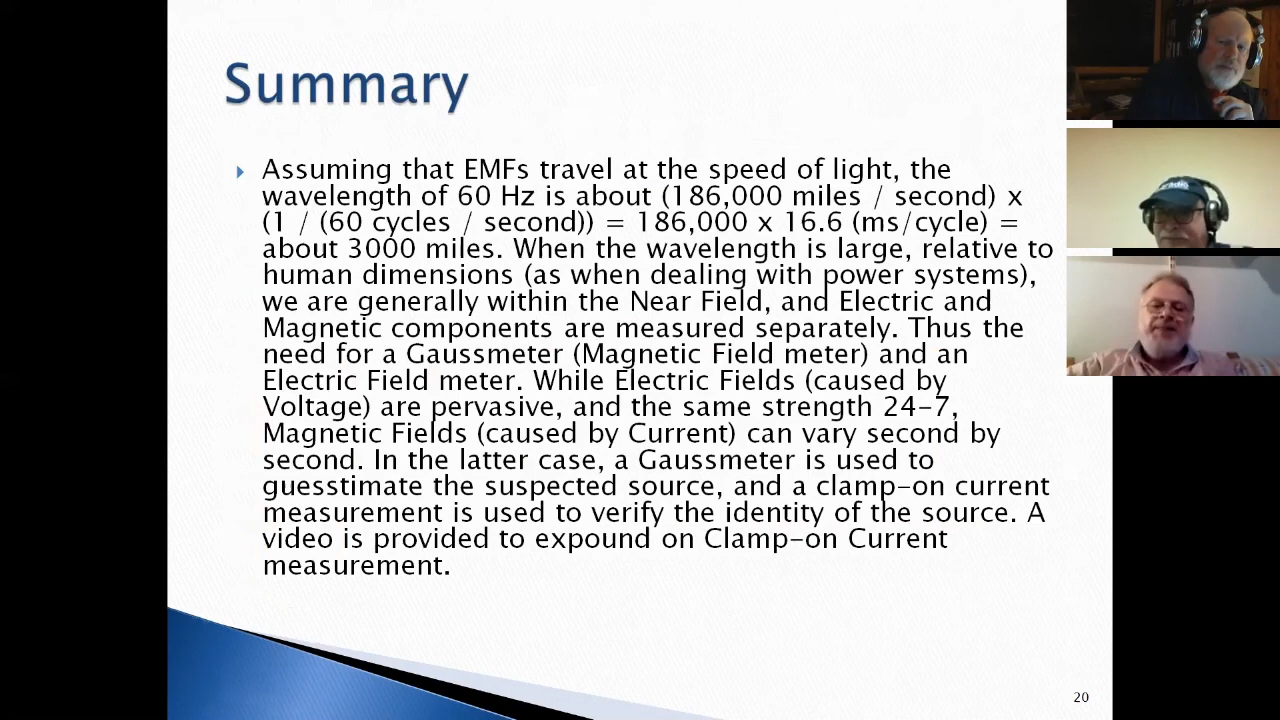 Summary
Assuming that EMFs travel at the speed of light, the
wavelength of 60 Hz is about (186,000 miles / second) x
(1 / (60 cycles / second)) = 186,000 x 16.6 (ms/cycle) =
about 3000 miles. When the wavelength is large, relative to
human dimensions (as when dealing with power systems),
we are generally within the Near Field, and Electric and
Magnetic components are measured separately. Thus the
need for a Gaussmeter (Magnetic Field meter) and an
Electric Field meter. While Electric Fields (caused by
Voltage) are pervasive, and the same strength 24-7,
Magnetic Fields (caused by Current) can vary second by
second. In the latter case, a Gaussmeter is used to
guesstimate the suspected source, and a clamp-on current
measurement is used to verify the identity of the source. A
video is provided to expound on Clamp-on Current
measurement.
20